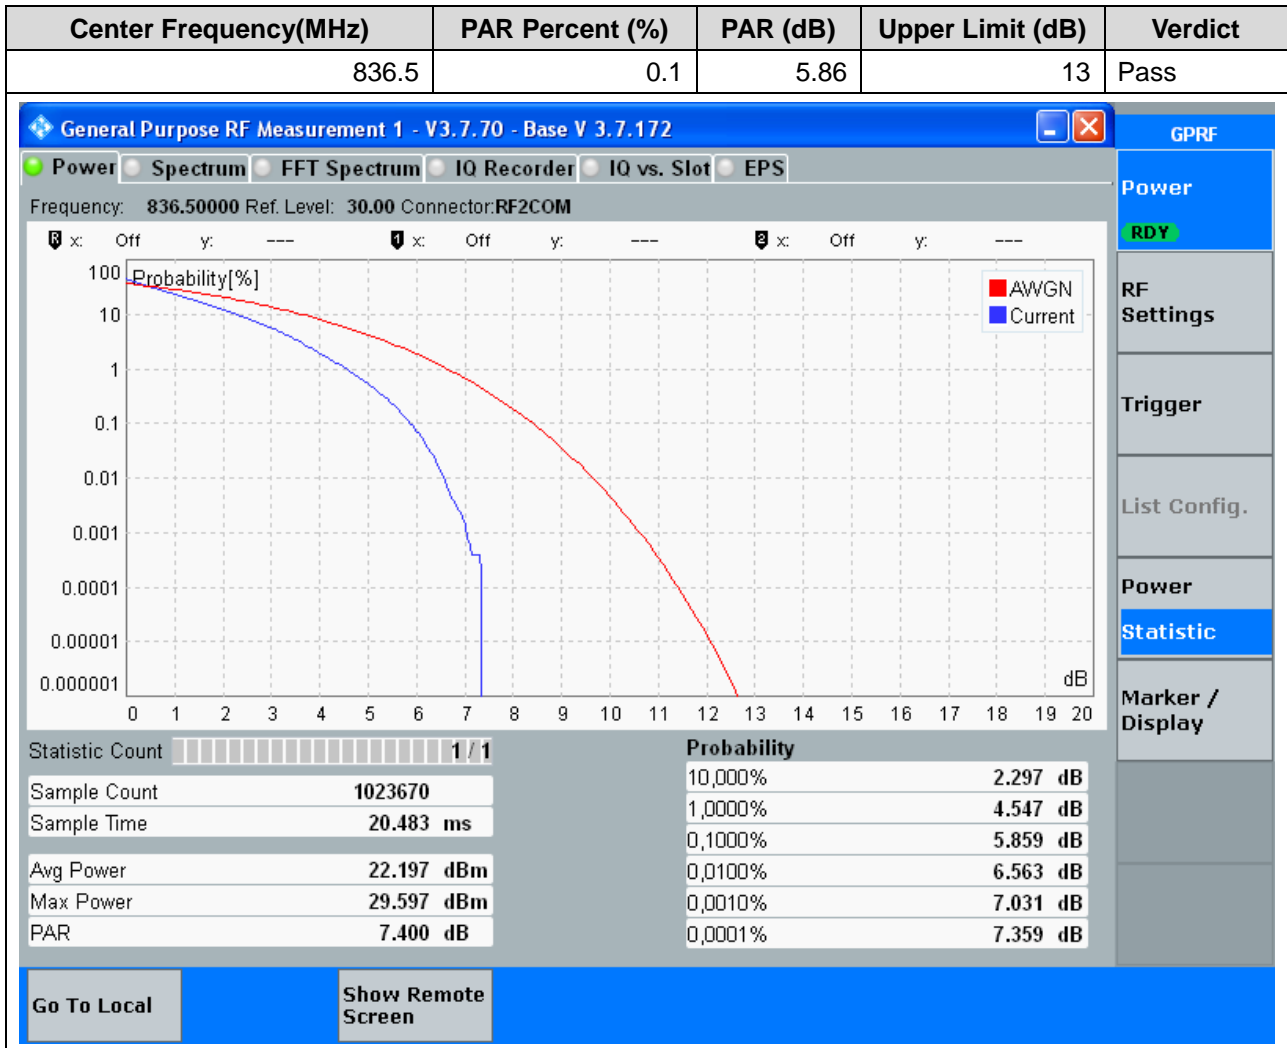 Center Frequency(MHz) PAR Percent (%) PAR (dB) Upper Limit (dB) Verdict
836.5 0.1 5.86 13 Pass
General Purpose RF Measurement 1 - V3.7.70 - Base V 3.7.172
GPRF
Power Spectrum FFT Spectrum IQ Recorder IQ vs. Slot EPS
Frequency: 836.50000 Ref. Level: 30.00 Connector:RF2COM
R x: Off y: --- 1 x: Off y: --- 2 x: Off y: ---
Probability[%]
100
10
1
0.1
0.01
0.001
0.0001
0.00001
0.000001
AWGN
Current
dB
0 1 2 3 4 5 6 7 8 9 10 11 12 13 14 15 16 17 18 19 20
Statistic Count 1 / 1
Sample Count 1023670
Sample Time 20.483 ms
Avg Power 22.197 dBm
Max Power 29.597 dBm
PAR 7.400 dB
Probability
10,000% 2.297 dB
1,0000% 4.547 dB
0,1000% 5.859 dB
0,0100% 6.563 dB
0,0010% 7.031 dB
0,0001% 7.359 dB
Power
RDY
RF
Settings
Trigger
List Config.
Power
Statistic
Marker /
Display
Go To Local
Show Remote
Screen